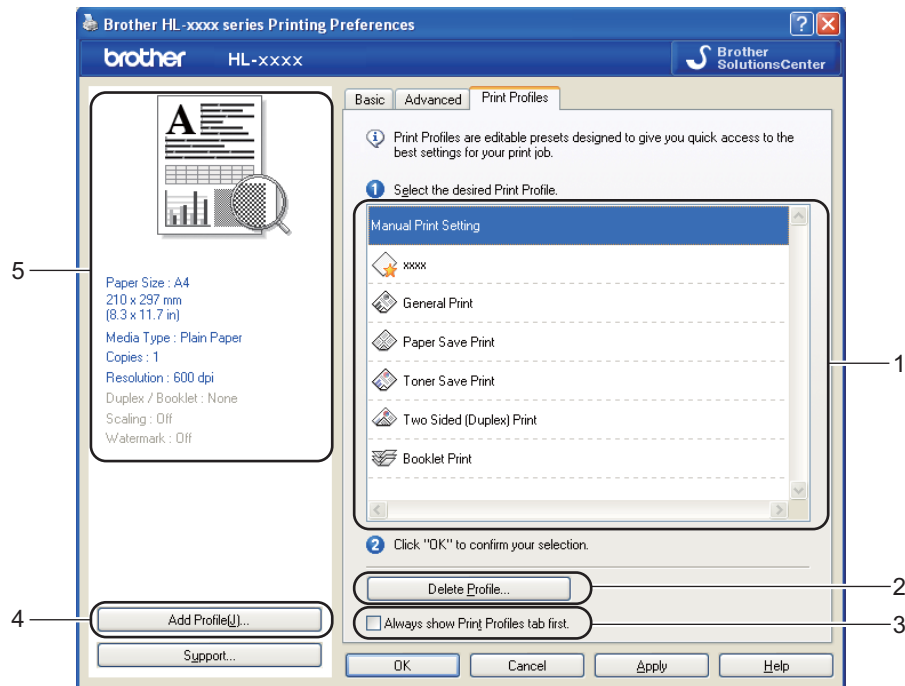 Brother HL-xxxx series Printing Preferences
brother HL-xxxx
Brother
SolutionsCenter
A
Paper Size : A4
210 x 297 mm
(8.3 x 11.7 in)
Media Type : Plain Paper
Copies : 1
Resolution : 600 dpi
Duplex / Booklet : None
Scaling : Off
Watermark : Off
Add Profile(J)...
Support...
Basic Advanced Print Profiles
Print Profiles are editable presets designed to give you quick access to the
best settings for your print job.
1 Select the desired Print Profile.
Manual Print Setting
xxxx
General Print
Paper Save Print
Toner Save Print
Two Sided (Duplex) Print
Booklet Print
2 Click "OK" to confirm your selection.
Delete Profile...
Always show Print Profiles tab first.
OK Cancel Apply Help
1
2
3
4
5